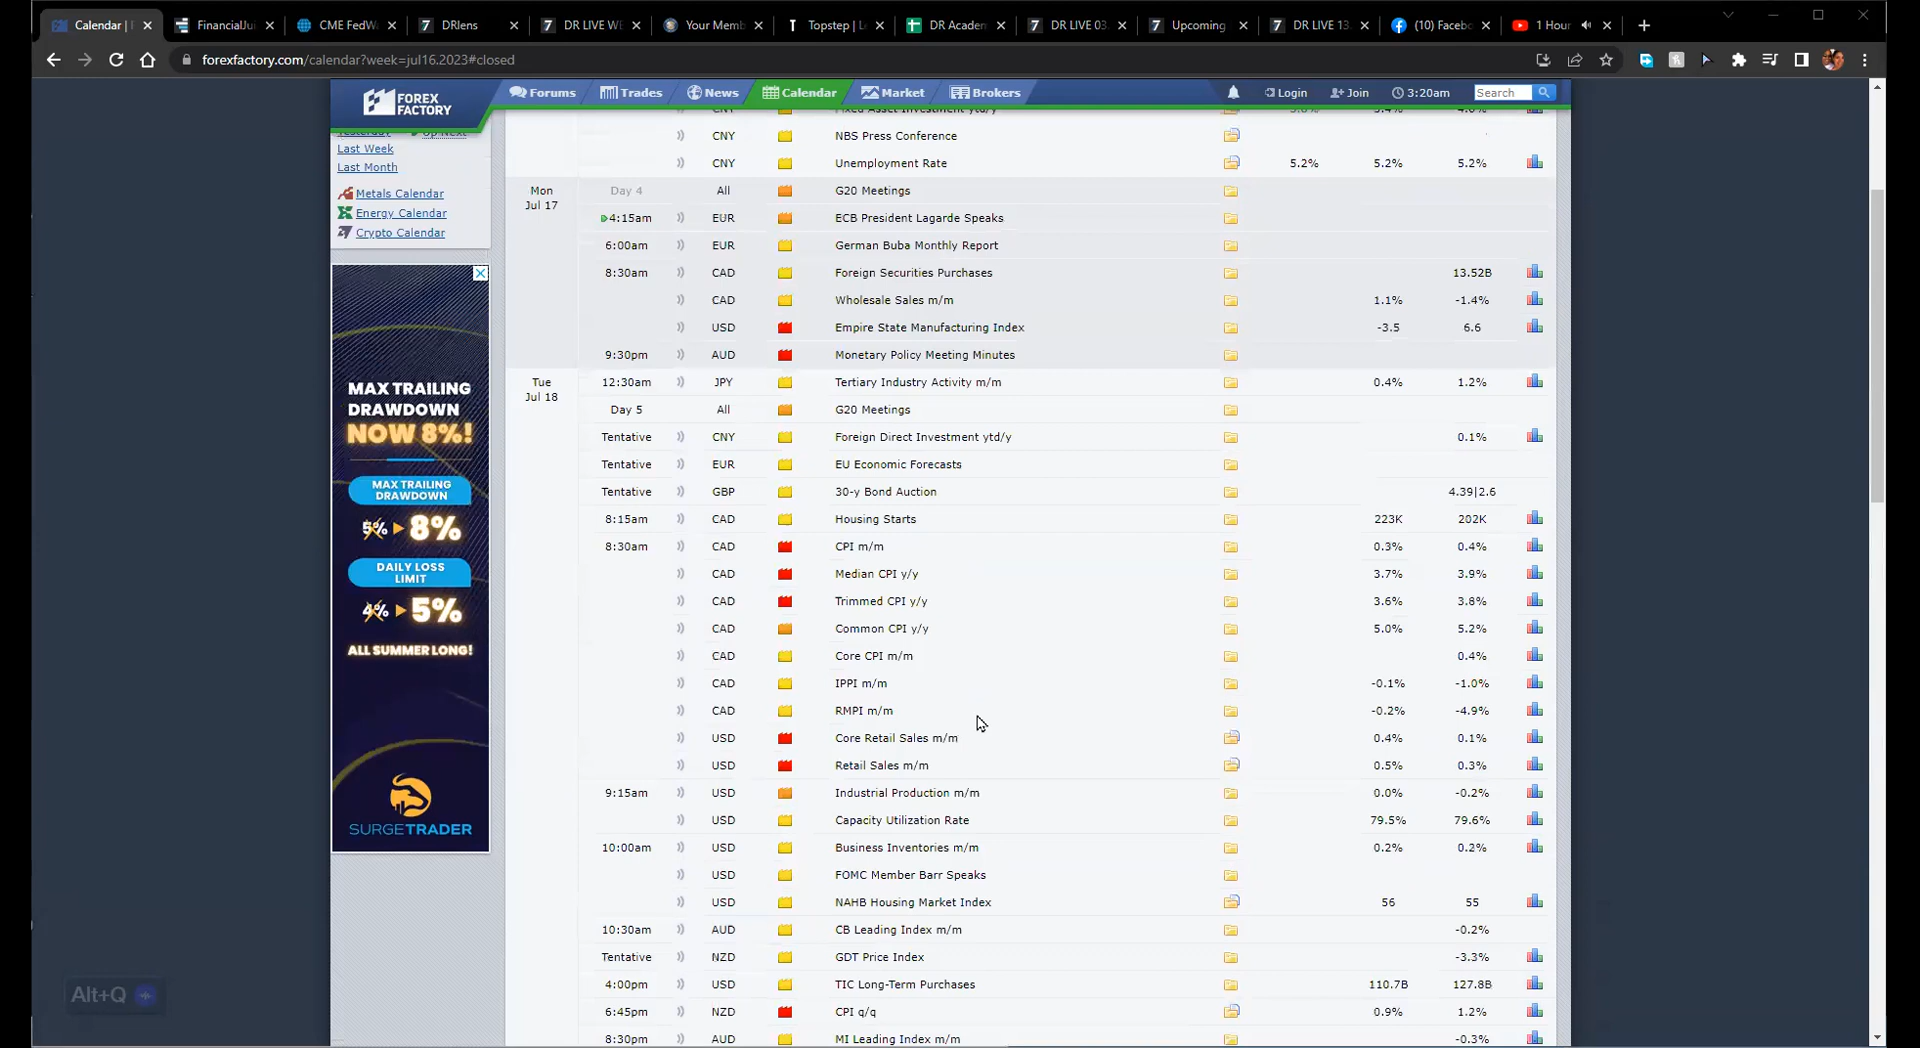 Calendar |
FinancialJui
CME FedW
DRlens
DR LIVE WE
Your Memb
Topstep | Le
DR Acader
DR LIVE 03.
Upcoming
DR LIVE 13.
(10) Facebo
1 Hour
forexfactory.com/calendar?week=jul16.2023#closed
FOREX
FACTORY
Forums
Trades
News
Calendar
Market
Brokers
Login
Join
3:20am
Search
Yesterday
Up Next
Last Week
Last Month
Metals Calendar
Energy Calendar
Crypto Calendar
MAX TRAILING
DRAWDOWN
NOW 8%!
MAX TRAILING
DRAWDOWN
5% 8%
DAILY LOSS
LIMIT
4% 5%
ALL SUMMER LONG!
SURGETRADER
Fixed Asset Investment ytd/y
CNY NBS Press Conference
CNY Unemployment Rate 5.2% 5.2% 5.2%
Mon
Jul 17
Day 4 All G20 Meetings
4:15am EUR ECB President Lagarde Speaks
6:00am EUR German Buba Monthly Report
8:30am CAD Foreign Securities Purchases 13.52B
CAD Wholesale Sales m/m 1.1% -1.4%
USD Empire State Manufacturing Index -3.5 6.6
9:30pm AUD Monetary Policy Meeting Minutes
Tue
Jul 18
12:30am JPY Tertiary Industry Activity m/m 0.4% 1.2%
Day 5 All G20 Meetings
Tentative CNY Foreign Direct Investment ytd/y 0.1%
Tentative EUR EU Economic Forecasts
Tentative GBP 30-y Bond Auction 4.39|2.6
8:15am CAD Housing Starts 223K 202K
8:30am CAD CPI m/m 0.3% 0.4%
CAD Median CPI y/y 3.7% 3.9%
CAD Trimmed CPI y/y 3.6% 3.8%
CAD Common CPI y/y 5.0% 5.2%
CAD Core CPI m/m 0.4%
CAD IPPI m/m -0.1% -1.0%
CAD RMPI m/m -0.2% -4.9%
USD Core Retail Sales m/m 0.4% 0.1%
USD Retail Sales m/m 0.5% 0.3%
9:15am USD Industrial Production m/m 0.0% -0.2%
USD Capacity Utilization Rate 79.5% 79.6%
10:00am USD Business Inventories m/m 0.2% 0.2%
USD FOMC Member Barr Speaks
USD NAHB Housing Market Index 56 55
10:30am AUD CB Leading Index m/m -0.2%
Tentative NZD GDT Price Index -3.3%
4:00pm USD TIC Long-Term Purchases 110.7B 127.8B
6:45pm NZD CPI q/q 0.9% 1.2%
8:30pm AUD MI Leading Index m/m -0.3%
Alt+Q